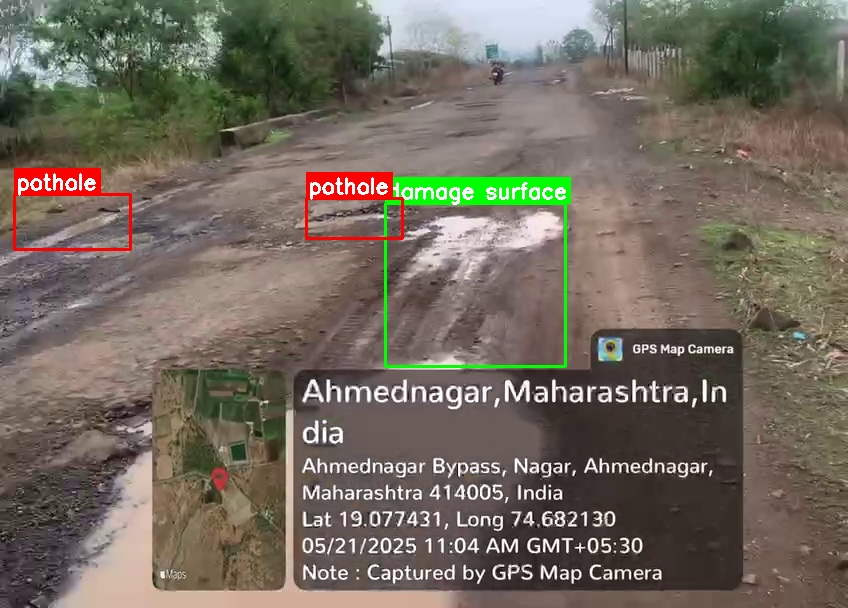 pothole
pothole
damage surface
GPS Map Camera
Ahmednagar,Maharashtra,In
dia
Ahmednagar Bypass, Nagar, Ahmednagar,
Maharashtra 414005, India
Lat 19.077431, Long 74.682130
05/21/2025 11:04 AM GMT+05:30
Note : Captured by GPS Map Camera
Maps